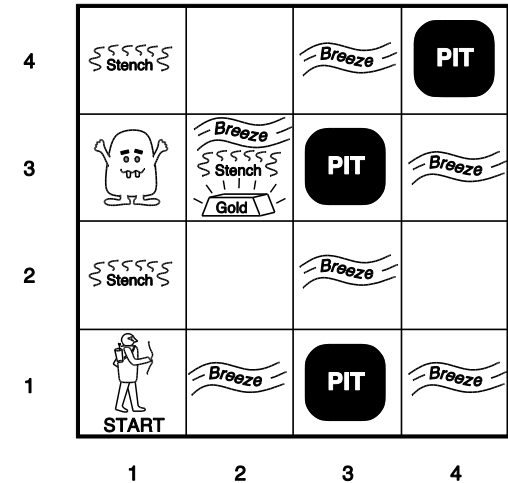 4
Stench
Breeze
PIT
3
Breeze
Stench
Gold
PIT
Breeze
2
Stench
Breeze
1
START
Breeze
PIT
Breeze
1 2 3 4